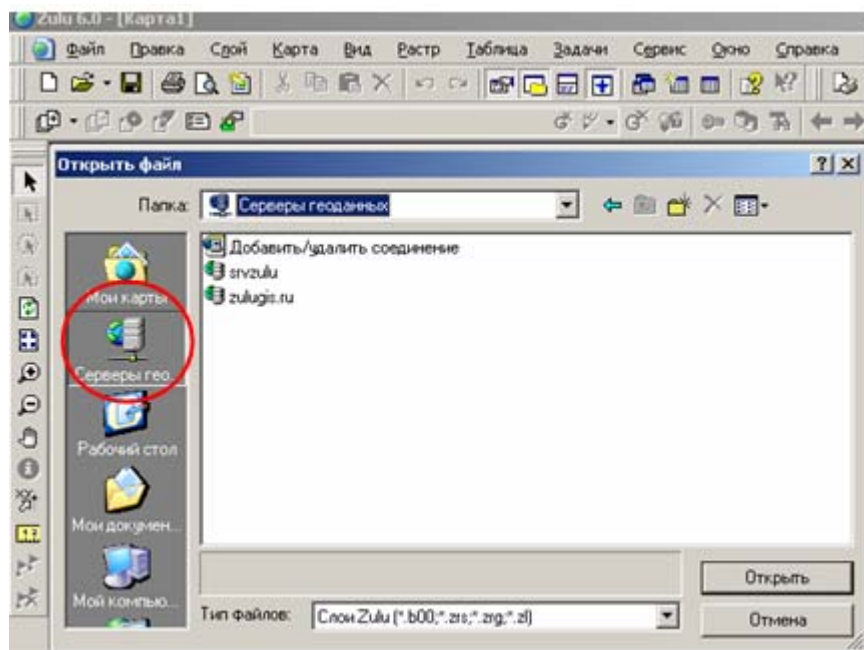 Zulu 6.0 - [Карта1]
Файл Правка Слой Карта Вид Растр Таблица Задачи Сервис Окно Справка
Открыть файл
Папка: Серверы геоданных
Добавить/удалить соединение
srvzulu
zulugis.ru
Мои карты
Серверы гео...
Рабочий стол
Мои докумен...
Мой компью...
Тип файлов: Слои Zulu (*.b00;*.zrs;*.zrg;*.zl)
Открыть
Отмена